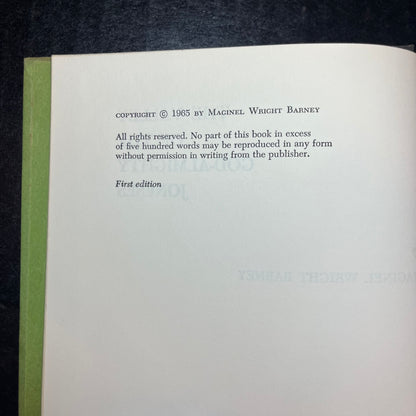 COPYRIGHT © 1965 BY MAGINEL WRIGHT BARNEY
All rights reserved. No part of this book in excess
of five hundred words may be reproduced in any form
without permission in writing from the publisher.
First edition